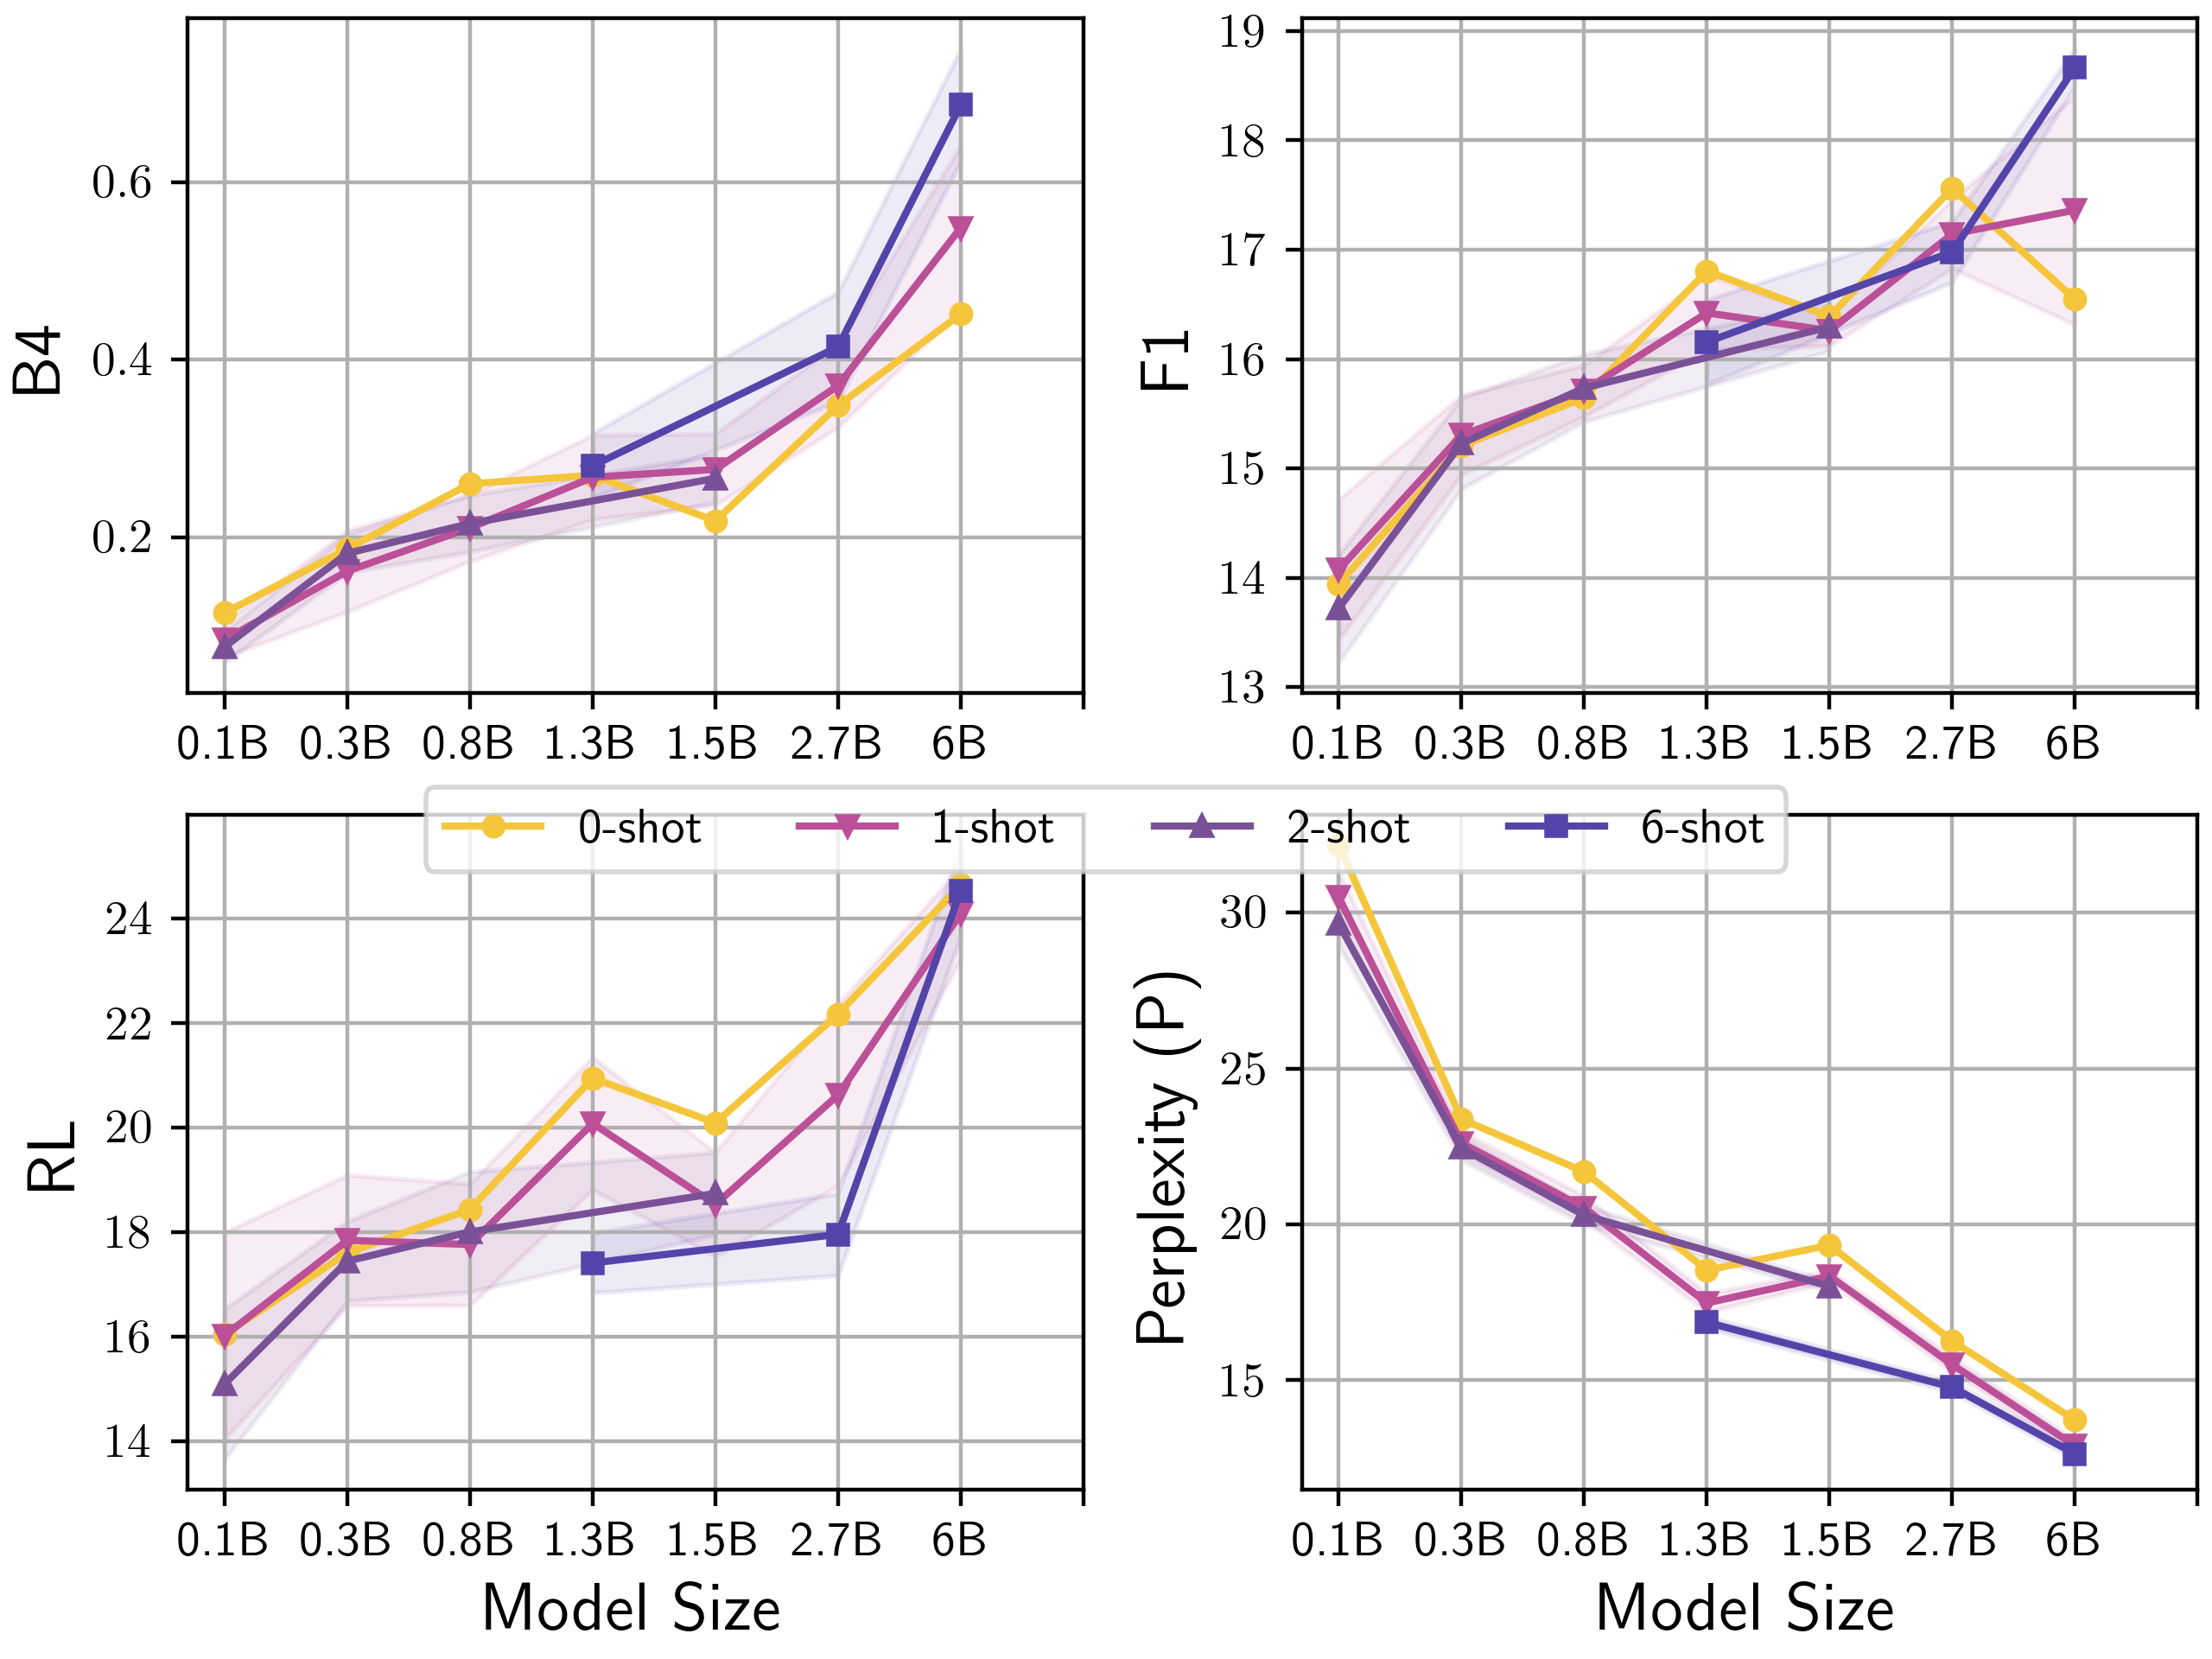 B4
0.6
0.4
0.2
0.1B 0.3B 0.8B 1.3B 1.5B 2.7B 6B
F1
19
18
17
16
15
14
13
0.1B 0.3B 0.8B 1.3B 1.5B 2.7B 6B
0-shot 1-shot 2-shot 6-shot
RL
24
22
20
18
16
14
0.1B 0.3B 0.8B 1.3B 1.5B 2.7B 6B
Model Size
Perplexity (P)
30
25
20
15
0.1B 0.3B 0.8B 1.3B 1.5B 2.7B 6B
Model Size